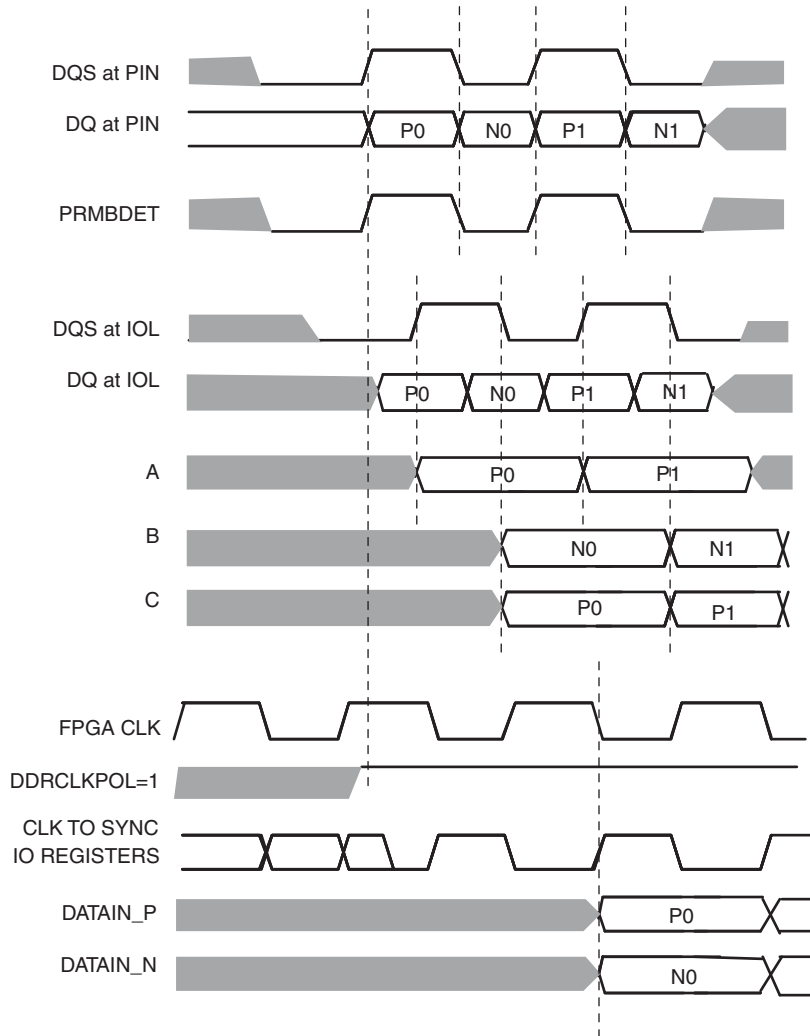 DQS at PIN
DQ at PIN P0 N0 P1 N1
PRMBDET
DQS at IOL
DQ at IOL P0 N0 P1 N1
A P0 P1
B N0 N1
C P0 P1
FPGA CLK
DDRCLKPOL=1
CLK TO SYNC
IO REGISTERS
DATAIN_P P0
DATAIN_N N0